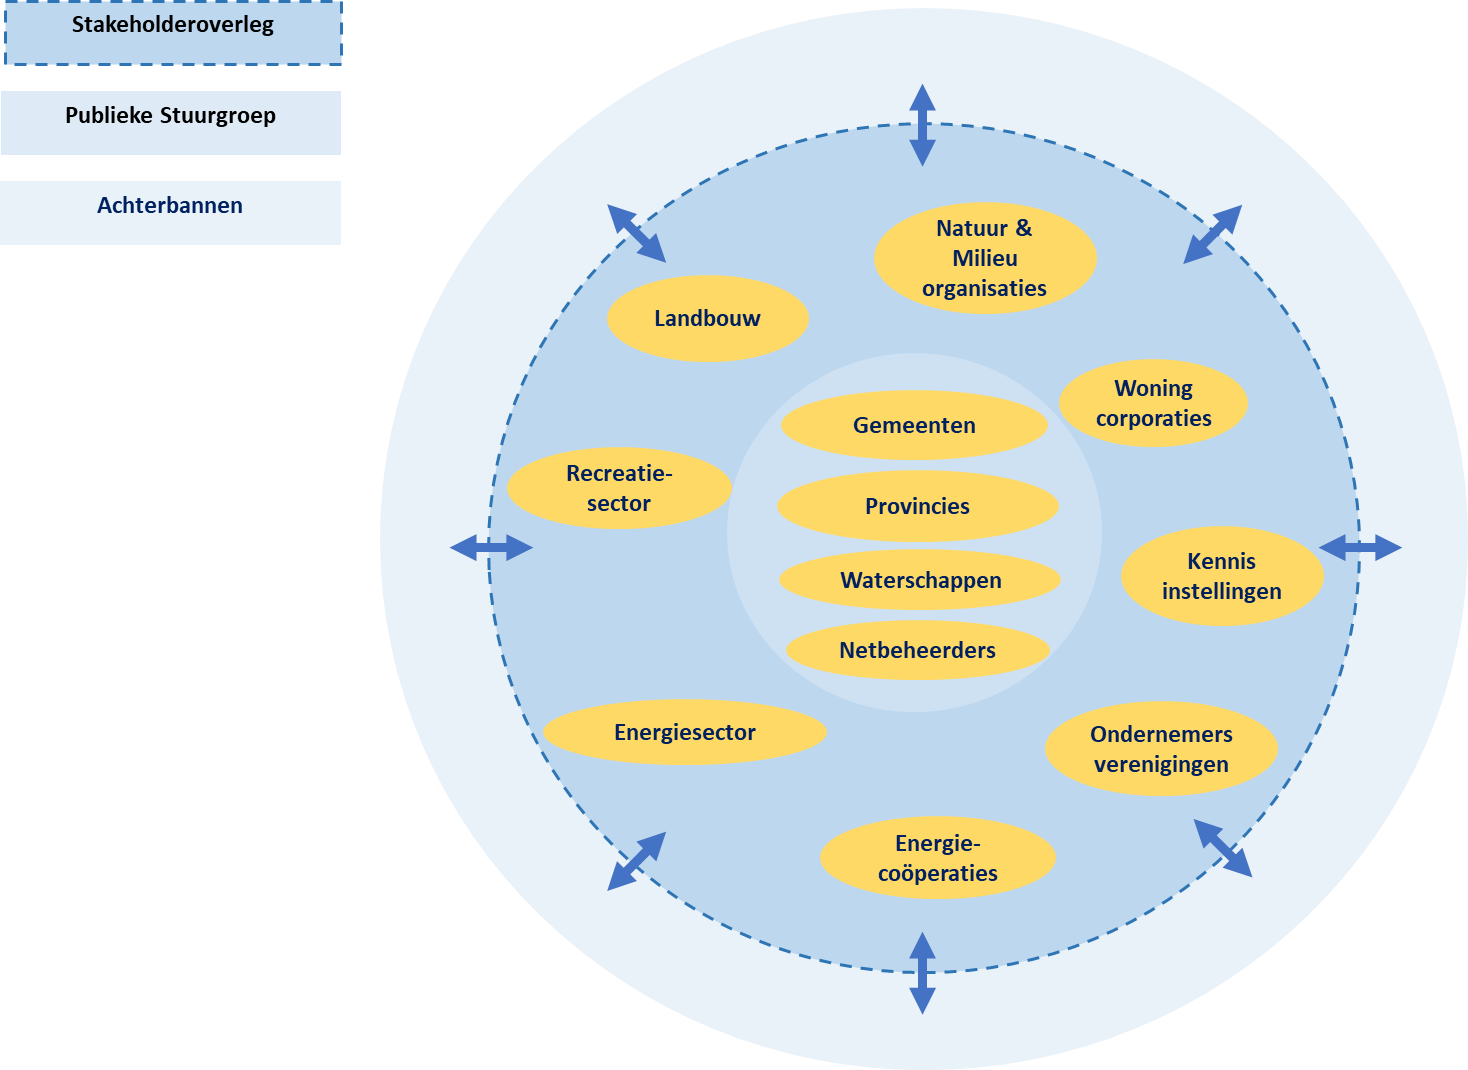 Stakeholderoverleg
Publieke Stuurgroep
Achterbannen
Natuur &
Milieu
organisaties
Landbouw
Woning
corporaties
Gemeenten
Recreatie-
sector
Provincies
Waterschappen
Kennis
instellingen
Netbeheerders
Energiesector
Ondernemers
verenigingen
Energie-
coöperaties